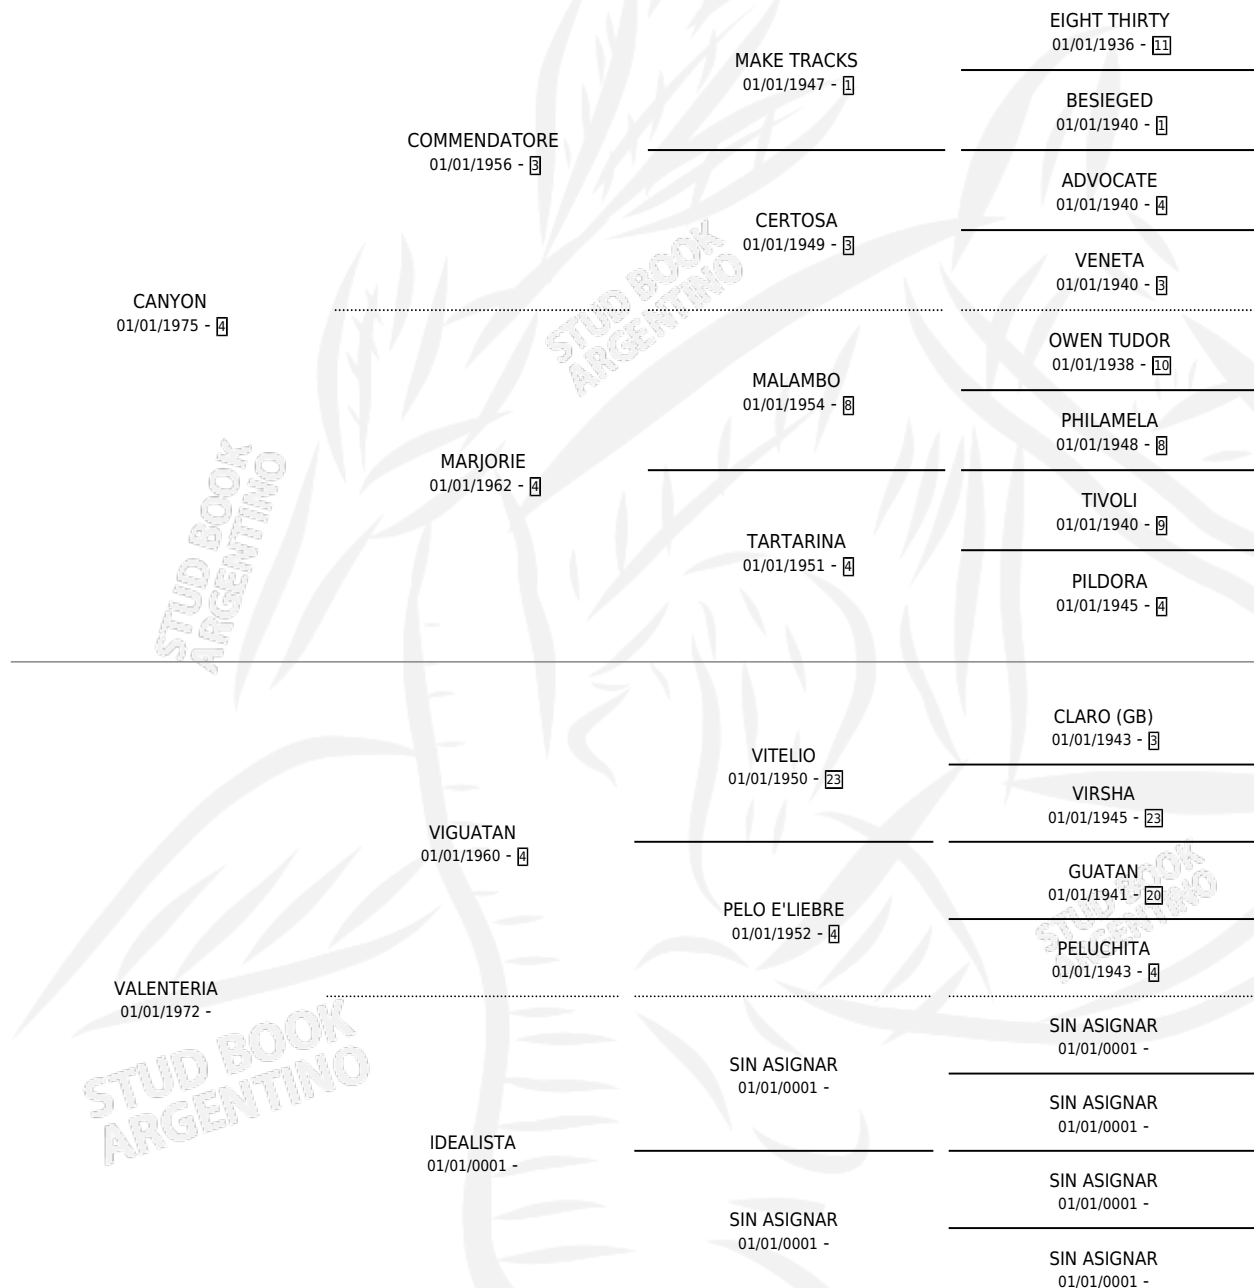 EIGHT THIRTY
01/01/1936 - 11
MAKE TRACKS
01/01/1947 - 1
BESIEGED
01/01/1940 - 1
COMMENDATORE
01/01/1956 - 3
ADVOCATE
01/01/1940 - 4
CERTOSA
01/01/1949 - 3
VENETA
01/01/1940 - 3
CANYON
01/01/1975 - 4
OWEN TUDOR
01/01/1938 - 10
MALAMBO
01/01/1954 - 8
PHILAMELA
01/01/1948 - 8
MARJORIE
01/01/1962 - 4
TIVOLI
01/01/1940 - 9
TARTARINA
01/01/1951 - 4
PILDORA
01/01/1945 - 4
CLARO (GB)
01/01/1943 - 3
VITELIO
01/01/1950 - 23
VIRSHA
01/01/1945 - 23
VIGUATAN
01/01/1960 - 4
GUATAN
01/01/1941 - 20
PELO E'LIEBRE
01/01/1952 - 4
PELUCHITA
01/01/1943 - 4
VALENTERIA
01/01/1972 -
SIN ASIGNAR
01/01/0001 -
SIN ASIGNAR
01/01/0001 -
SIN ASIGNAR
01/01/0001 -
IDEALISTA
01/01/0001 -
SIN ASIGNAR
01/01/0001 -
SIN ASIGNAR
01/01/0001 -
SIN ASIGNAR
01/01/0001 -
STUD BOOK
ARGENTINO
STUD BOOK
ARGENTINO
STUD BOOK
ARGENTINO
STUD BOOK
ARGENTINO